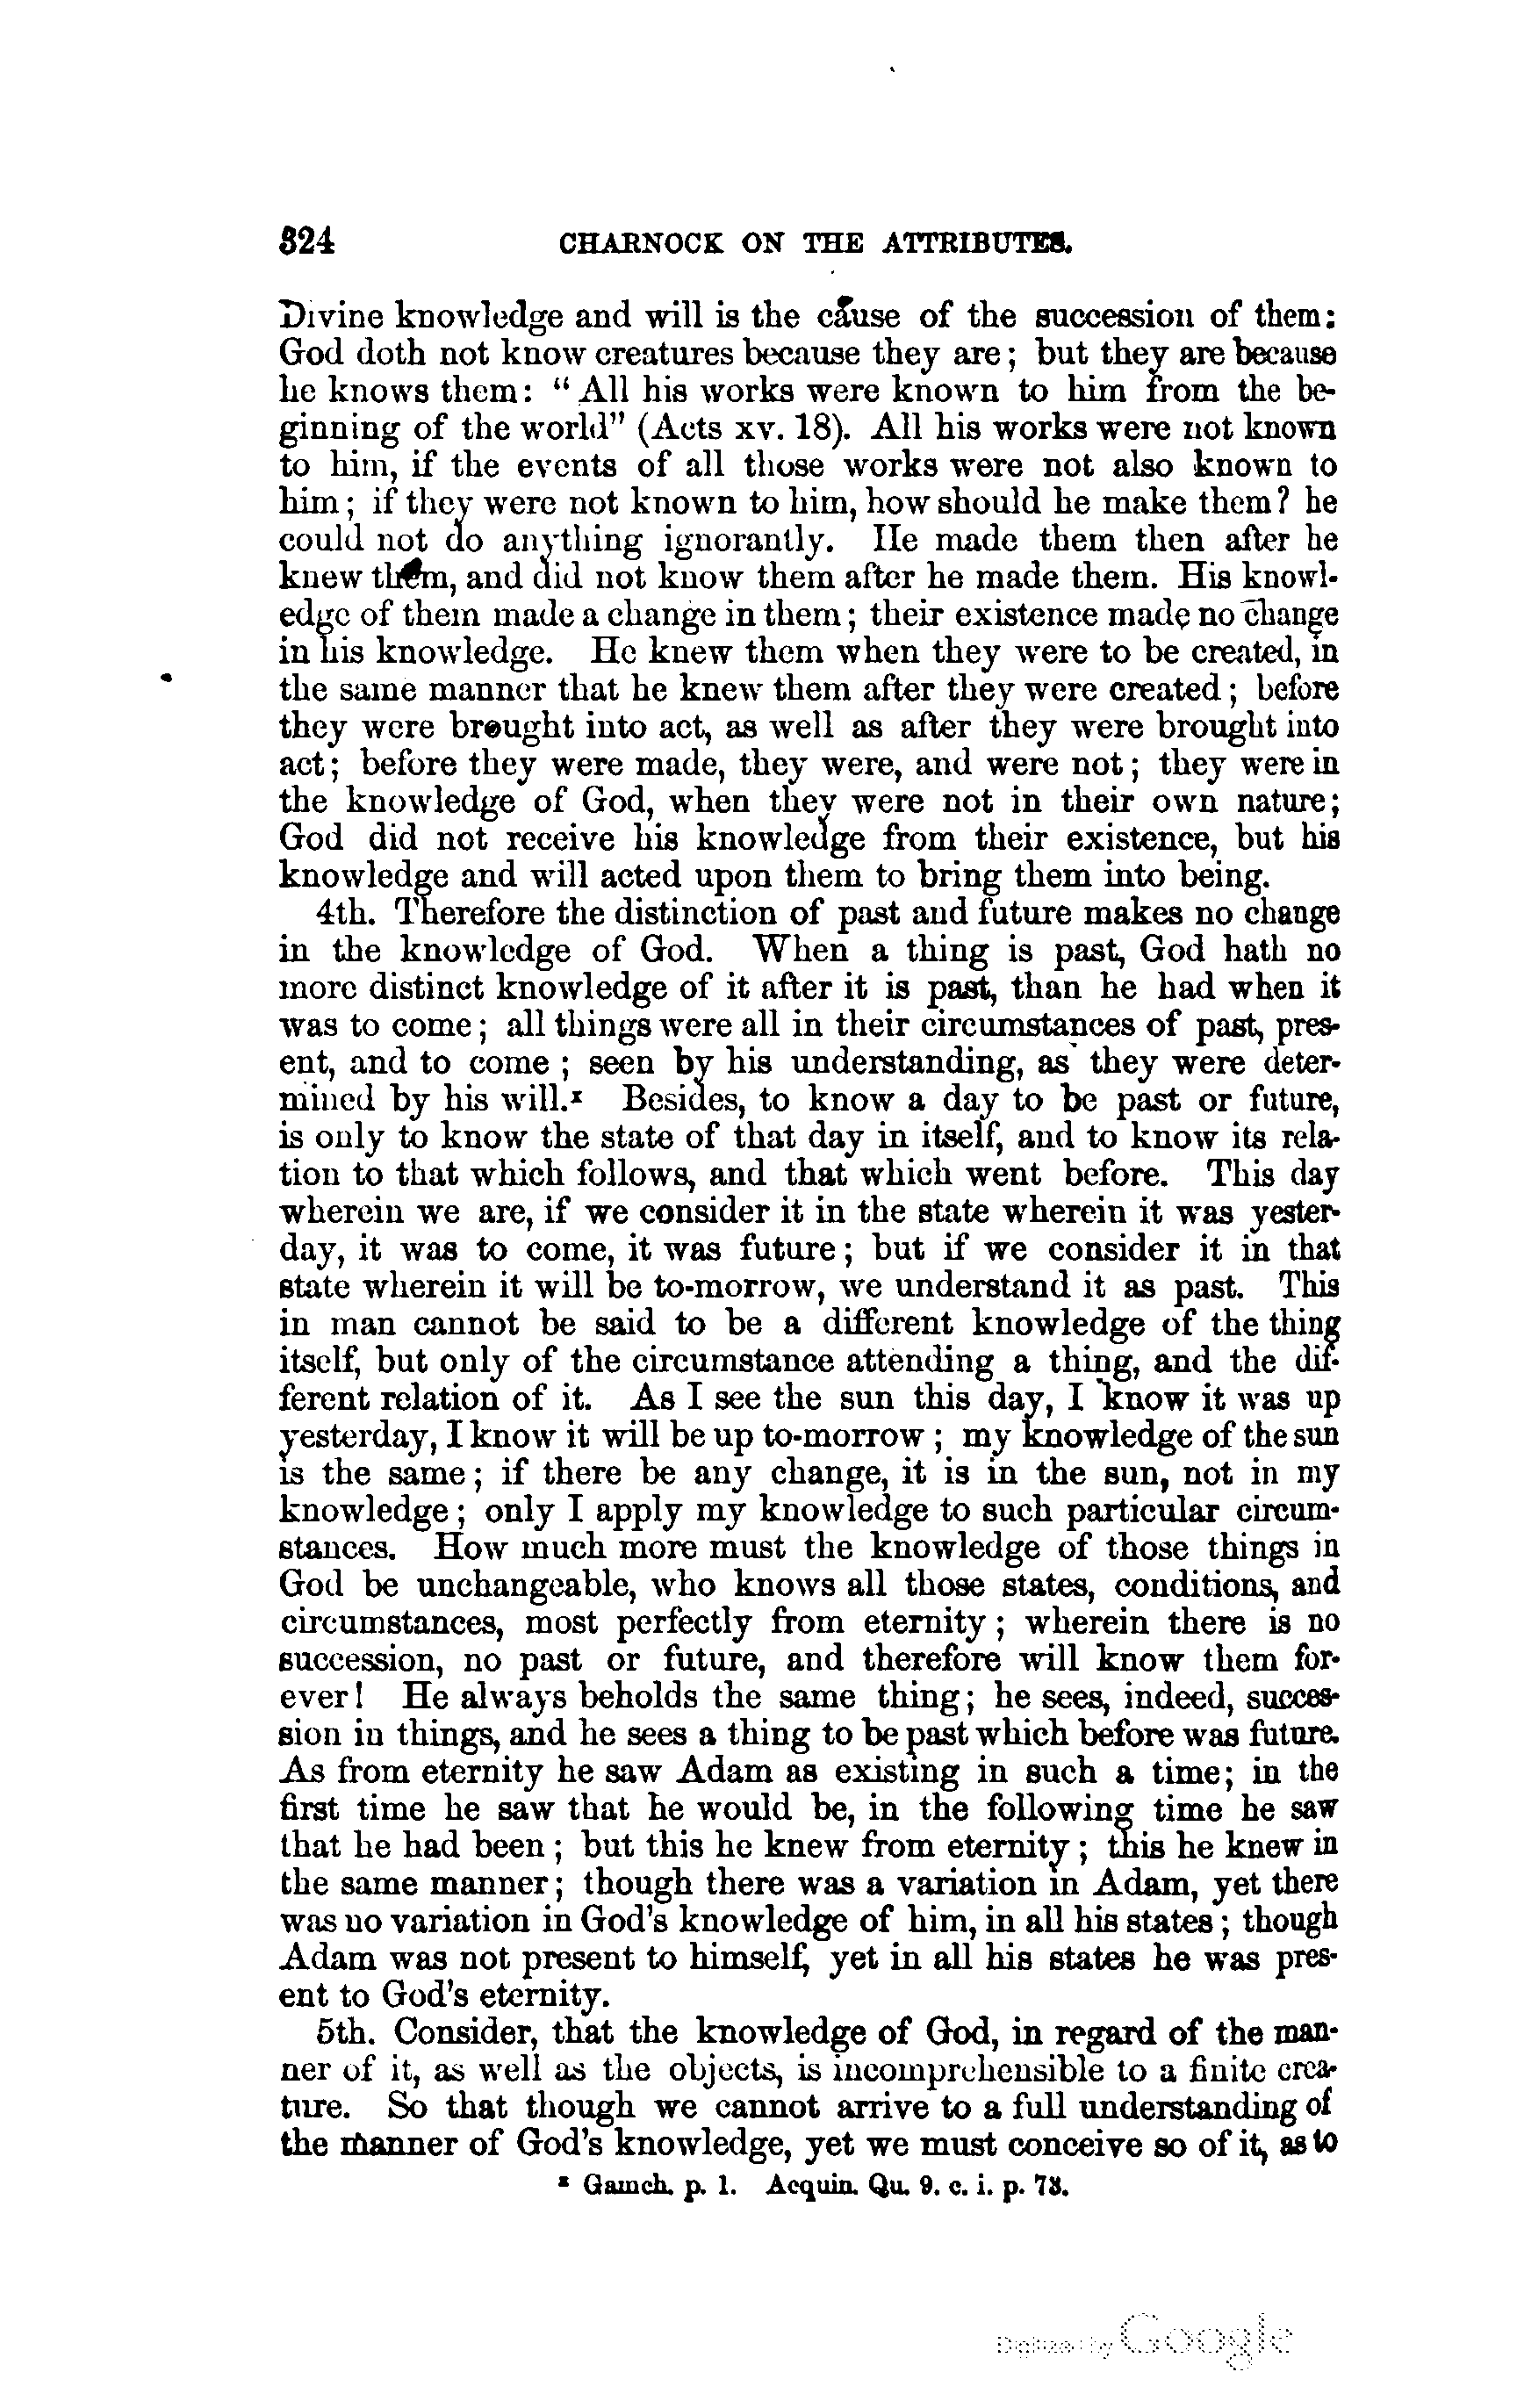 324 CHARNOCK ON THE ATTRIBUTES.
Divine knowledge and will is the cause of the succession of them:
God doth not know creatures because they are; but they are because
he knows them: “All his works were known to him from the be-
ginning of the world” (Acts xv. 18). All his works were not known
to him, if the events of all those works were not also known to
him; if they were not known to him, how should he make them? he
could not do anything ignorantly. He made them then after he
knew them, and did not know them after he made them. His knowl-
edge of them made a change in them; their existence made no change
in his knowledge. He knew them when they were to be created, in
the same manner that he knew them after they were created; before
they were brought into act, as well as after they were brought into
act; before they were made, they were, and were not; they were in
the knowledge of God, when they were not in their own nature;
God did not receive his knowledge from their existence, but his
knowledge and will acted upon them to bring them into being.
4th. Therefore the distinction of past and future makes no change
in the knowledge of God. When a thing is past, God hath no
more distinct knowledge of it after it is past, than he had when it
was to come; all things were all in their circumstances of past, pres-
ent, and to come; seen by his understanding, as they were deter-
mined by his will.ˣ Besides, to know a day to be past or future,
is only to know the state of that day in itself, and to know its rela-
tion to that which follows, and that which went before. This day
wherein we are, if we consider it in the state wherein it was yester-
day, it was to come, it was future; but if we consider it in that
state wherein it will be to-morrow, we understand it as past. This
in man cannot be said to be a different knowledge of the thing
itself, but only of the circumstance attending a thing, and the dif-
ferent relation of it. As I see the sun this day, I know it was up
yesterday, I know it will be up to-morrow; my knowledge of the sun
is the same; if there be any change, it is in the sun, not in my
knowledge; only I apply my knowledge to such particular circum-
stances. How much more must the knowledge of those things in
God be unchangeable, who knows all those states, conditions, and
circumstances, most perfectly from eternity; wherein there is no
succession, no past or future, and therefore will know them for-
ever! He always beholds the same thing; he sees, indeed, succes-
sion in things, and he sees a thing to be past which before was future.
As from eternity he saw Adam as existing in such a time; in the
first time he saw that he would be, in the following time he saw
that he had been; but this he knew from eternity; this he knew in
the same manner; though there was a variation in Adam, yet there
was no variation in God's knowledge of him, in all his states; though
Adam was not present to himself, yet in all his states he was pres-
ent to God's eternity.
5th. Consider, that the knowledge of God, in regard of the man-
ner of it, as well as the objects, is incomprehensible to a finite crea-
ture. So that though we cannot arrive to a full understanding of
the manner of God's knowledge, yet we must conceive so of it, as to
ˣ Gamch. p. 1. Acquin. Qu. 9. c. i. p. 73.
Digitized by Google